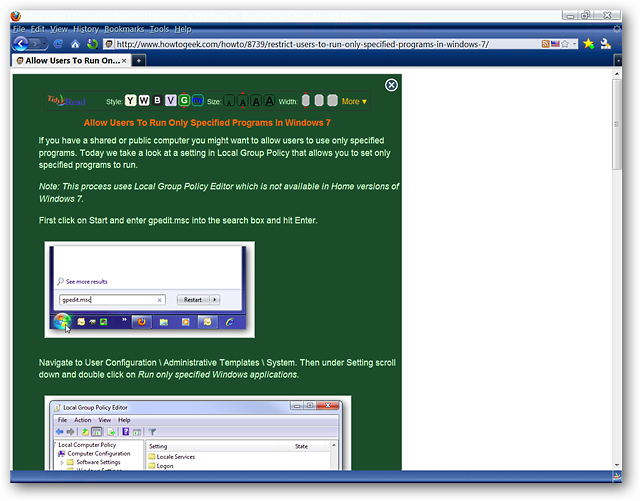 File Edit View History Bookmarks Tools Help
http://www.howtogeek.com/howto/8739/restrict-users-to-run-only-specified-programs-in-windows-7/
Allow Users To Run On...
TidyRead Style: Y W B V G Size: A A A A Width: More ▼
Allow Users To Run Only Specified Programs in Windows 7
If you have a shared or public computer you might want to allow users to use only specified
programs. Today we take a look at a setting in Local Group Policy that allows you to set only
specified programs to run.
Note: This process uses Local Group Policy Editor which is not available in Home versions of
Windows 7.
First click on Start and enter gpedit.msc into the search box and hit Enter.
See more results
gpedit.msc
Restart
Navigate to User Configuration \ Administrative Templates \ System. Then under Setting scroll
down and double click on Run only specified Windows applications.
Local Group Policy Editor
File Action View Help
Local Computer Policy
Computer Configuration
Software Settings
Windows Settings
Setting State
Locale Services
Logon